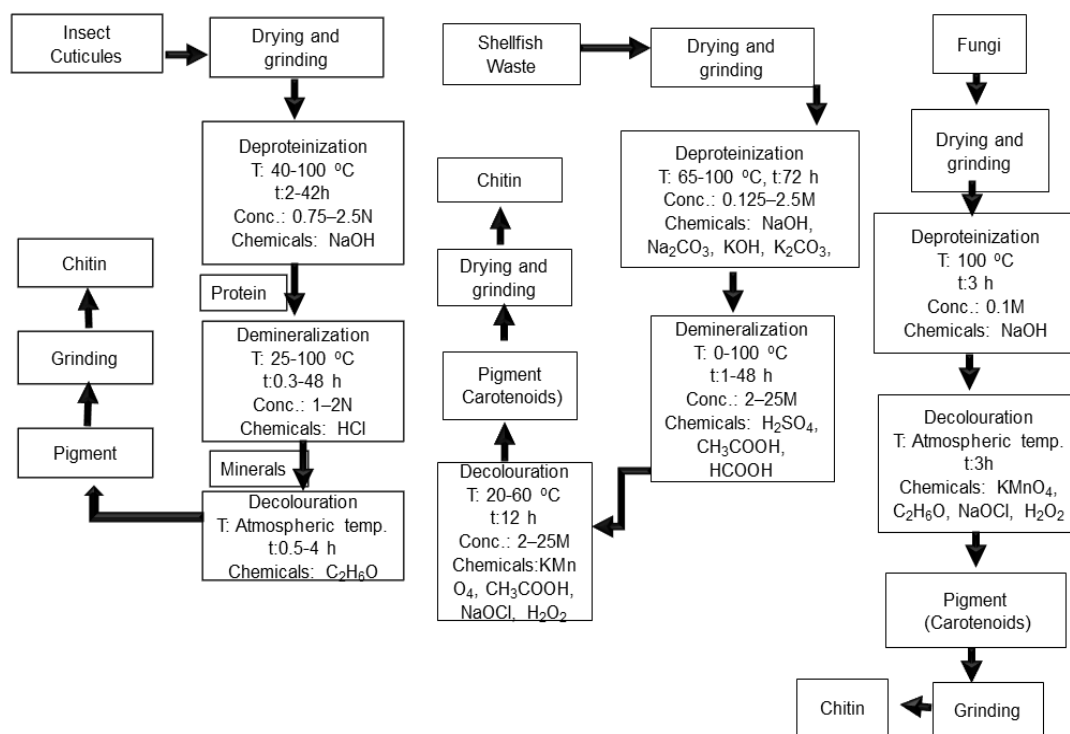 Insect
Cuticules
Drying and
grinding
Deproteinization
T: 40-100 ºC
t:2-42h
Conc.: 0.75–2.5N
Chemicals: NaOH
Protein
Demineralization
T: 25-100 ºC
t:0.3-48 h
Conc.: 1–2N
Chemicals: HCl
Minerals
Decolouration
T: Atmospheric temp.
t:0.5-4 h
Chemicals: C₂H₆O
Pigment
Grinding
Chitin
Shellfish
Waste
Drying and
grinding
Deproteinization
T: 65-100 ºC, t:72 h
Conc.: 0.125–2.5M
Chemicals: NaOH,
Na₂CO₃, KOH, K₂CO₃,
Demineralization
T: 0-100 ºC
t:1-48 h
Conc.: 2–25M
Chemicals: H₂SO₄,
CH₃COOH,
HCOOH
Decolouration
T: 20-60 ºC
t:12 h
Conc.: 2–25M
Chemicals:KMn
O₄, CH₃COOH,
NaOCl, H₂O₂
Pigment
Carotenoids)
Drying and
grinding
Chitin
Fungi
Drying and
grinding
Deproteinization
T: 100 ºC
t:3 h
Conc.: 0.1M
Chemicals: NaOH
Decolouration
T: Atmospheric temp.
t:3h
Chemicals: KMnO₄,
C₂H₆O, NaOCl, H₂O₂
Pigment
(Carotenoids)
Grinding
Chitin